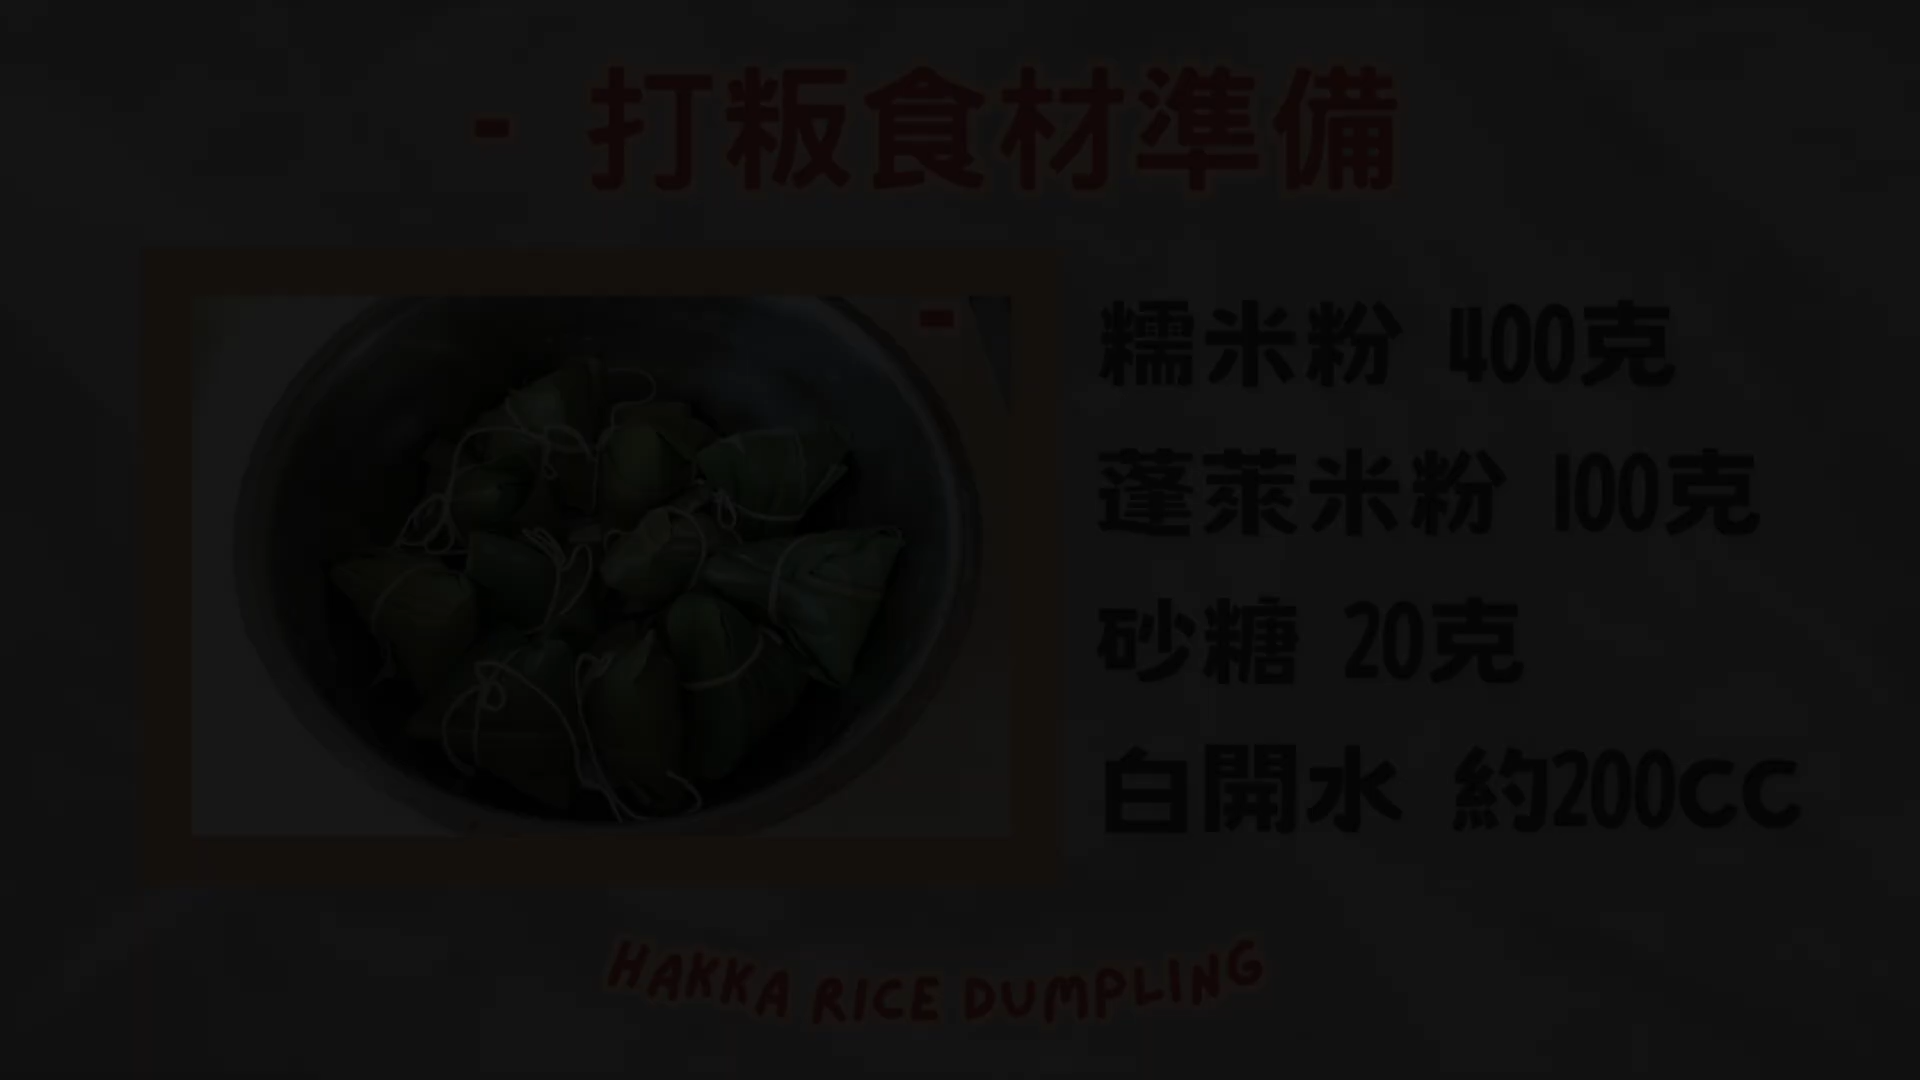 - 打粄食材準備 -
糯米粉 400克
蓬萊米粉 100克
砂糖 20克
白開水 約200CC
HAKKA RICE DUMPLING